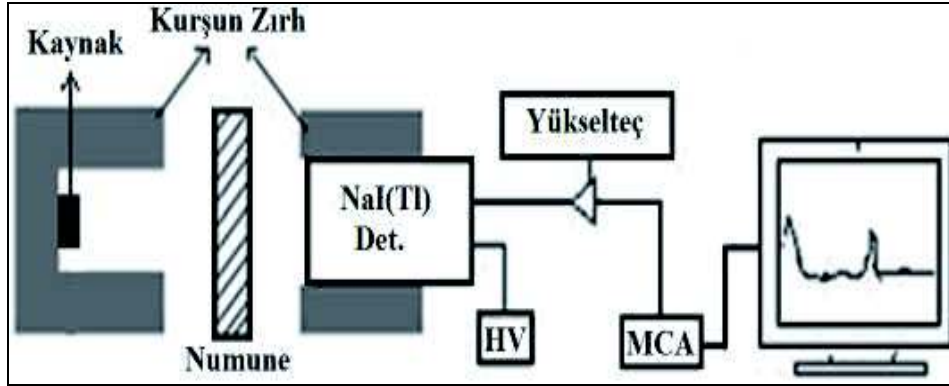 Kurşun Zırh
Kaynak
Yükselteç
NaI(Tl)
Det.
HV
MCA
Numune